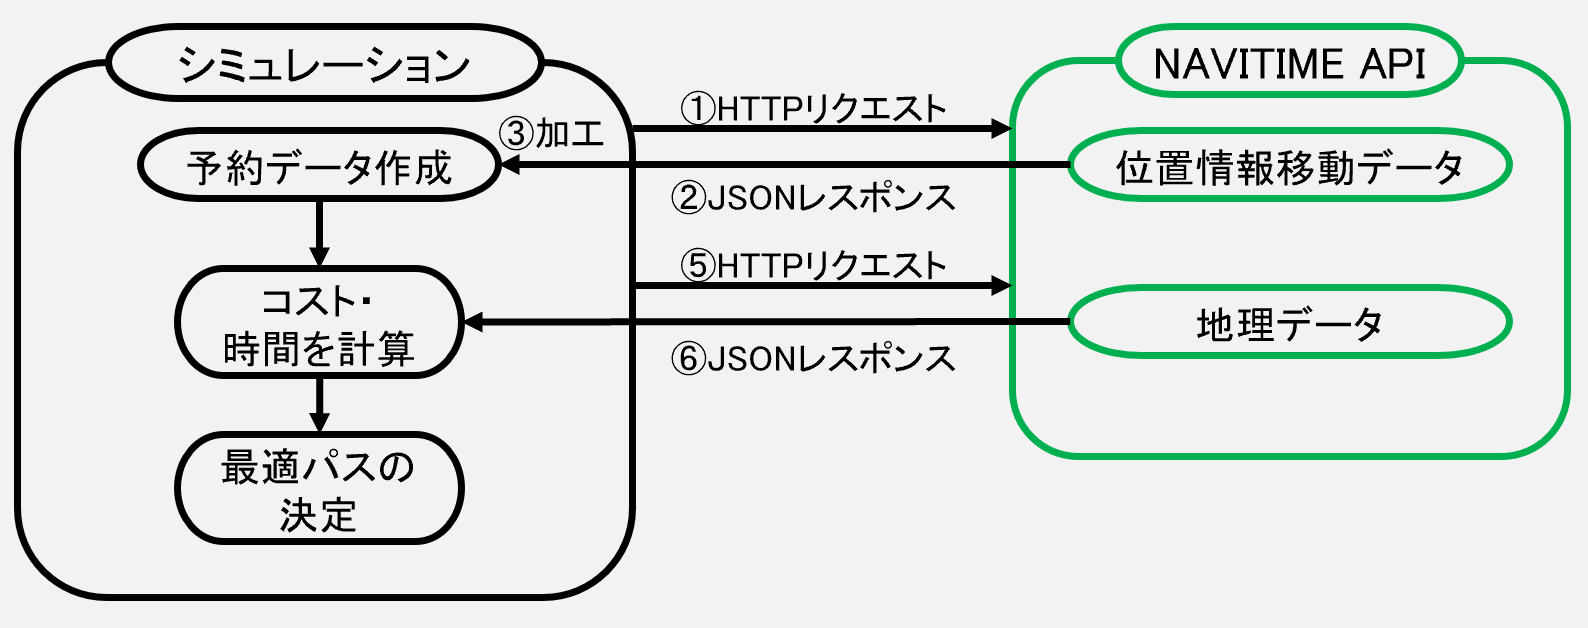 シミュレーション
NAVITIME API
①HTTPリクエスト
③加工
予約データ作成
位置情報移動データ
②JSONレスポンス
⑤HTTPリクエスト
コスト・
時間を計算
地理データ
⑥JSONレスポンス
最適パスの
決定